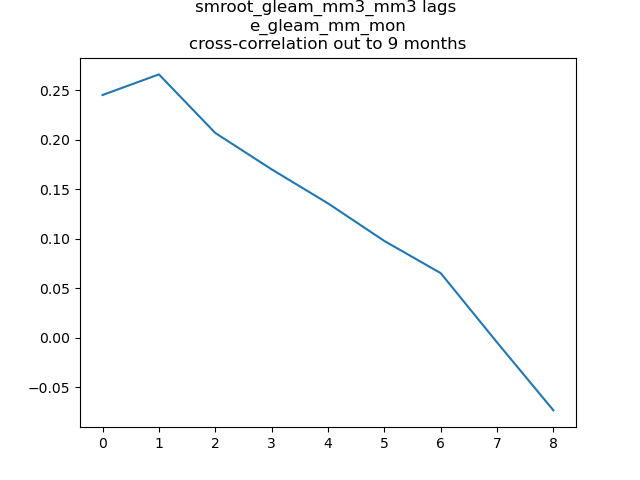 smroot_gleam_mm3_mm3 lags
e_gleam_mm_mon
cross-correlation out to 9 months
0.25
0.20
0.15
0.10
0.05
0.00
−0.05
0 1 2 3 4 5 6 7 8